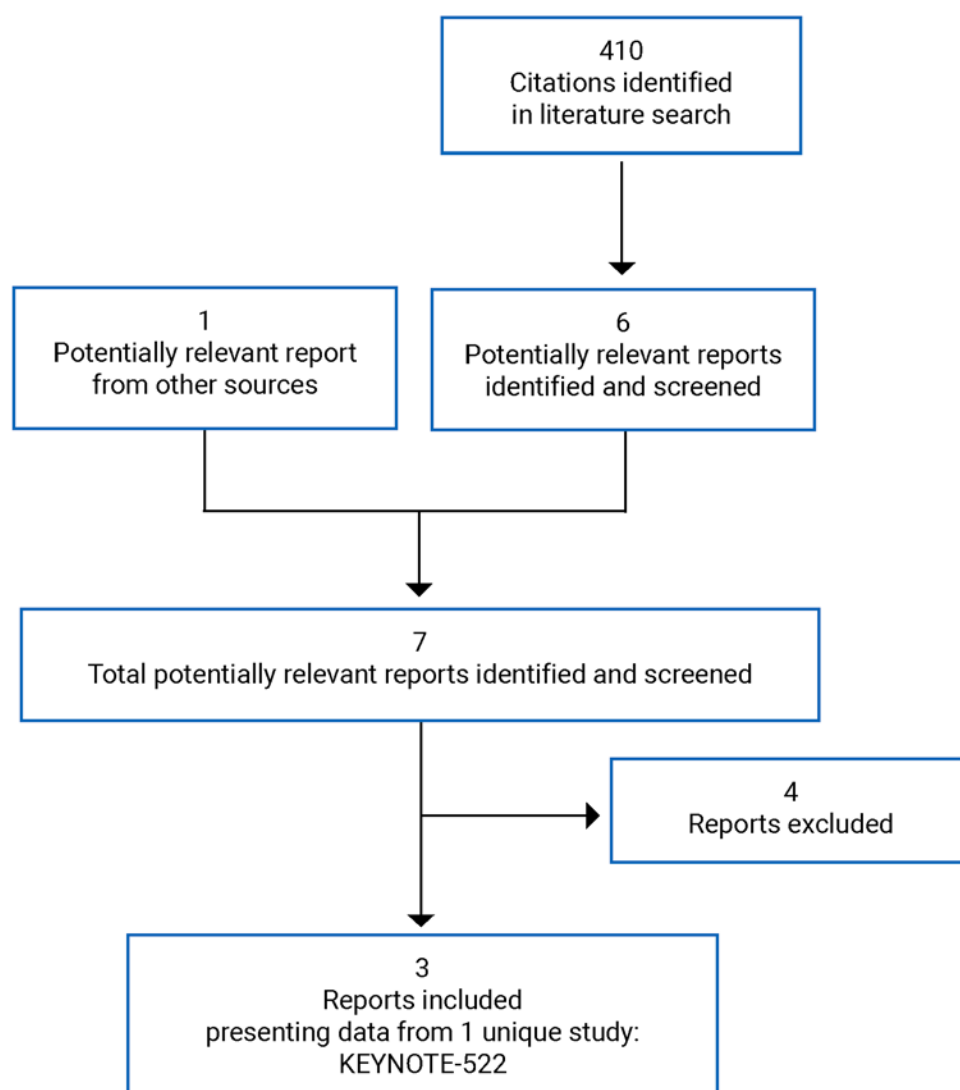 410
Citations identified
in literature search
1
Potentially relevant report
from other sources
6
Potentially relevant reports
identified and screened
7
Total potentially relevant reports identified and screened
4
Reports excluded
3
Reports included
presenting data from 1 unique study:
KEYNOTE-522